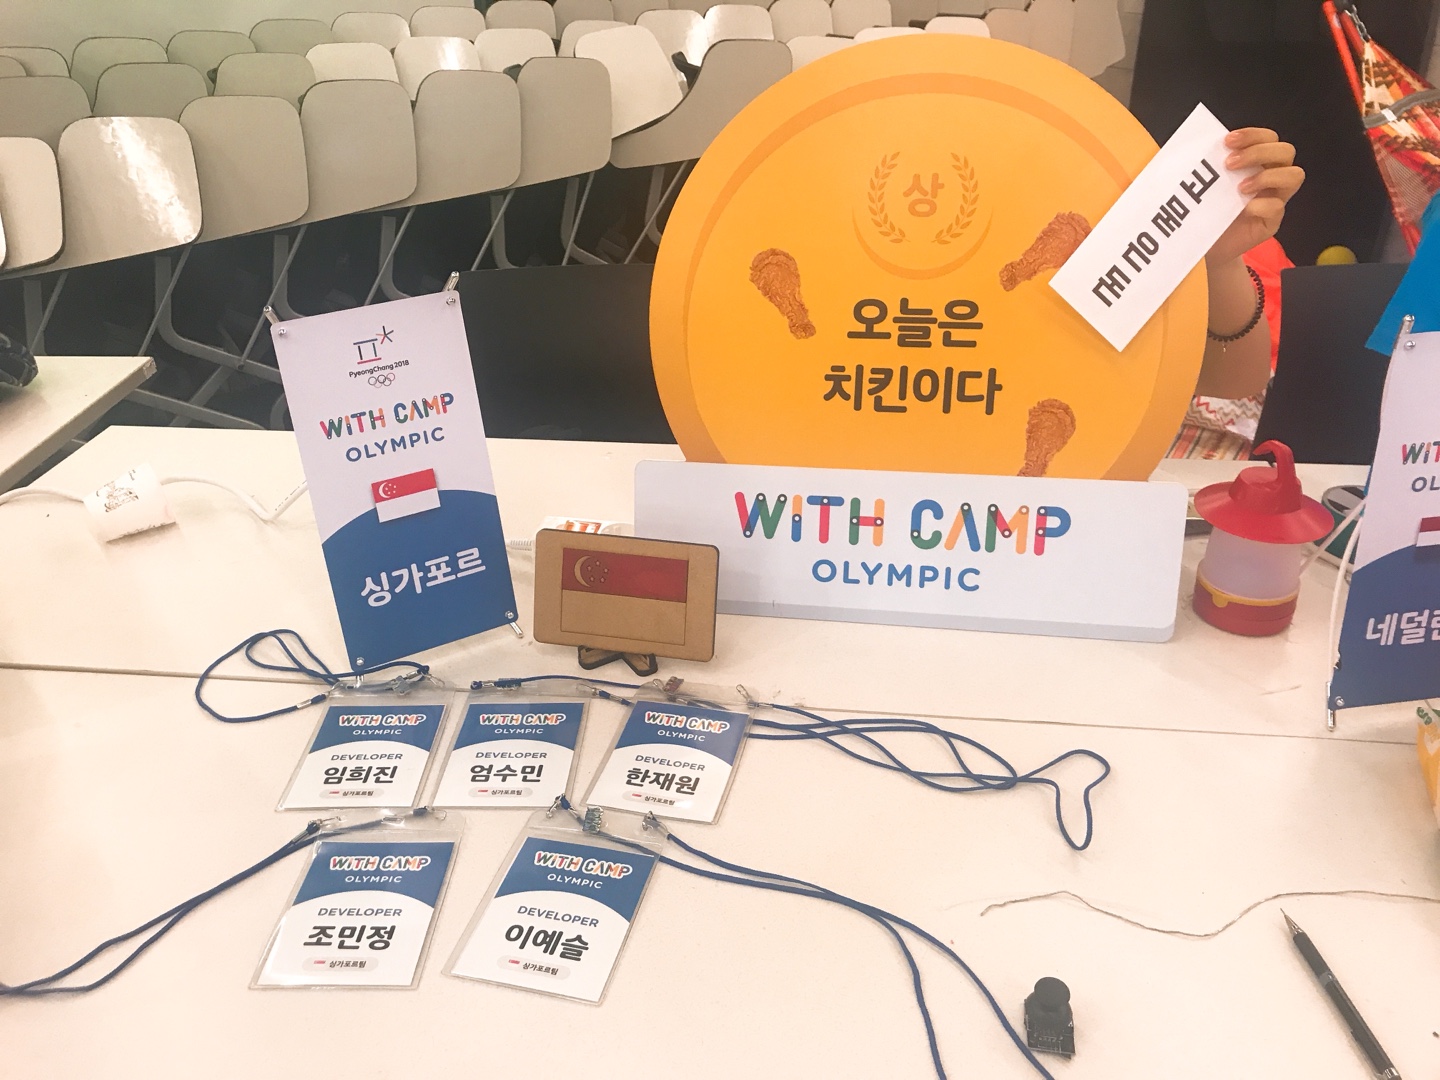 상
오늘은
치킨이다
PyeongChang 2018
WITH CAMP
OLYMPIC
싱가포르
WITH CAMP
OLYMPIC
WITH CAMP
OLYMPIC
DEVELOPER
임희진
싱가포르팀
WITH CAMP
OLYMPIC
DEVELOPER
엄수민
싱가포르팀
WITH CAMP
OLYMPIC
DEVELOPER
한재원
싱가포르팀
WITH CAMP
OLYMPIC
DEVELOPER
조민정
싱가포르팀
WITH CAMP
OLYMPIC
DEVELOPER
이예슬
싱가포르팀